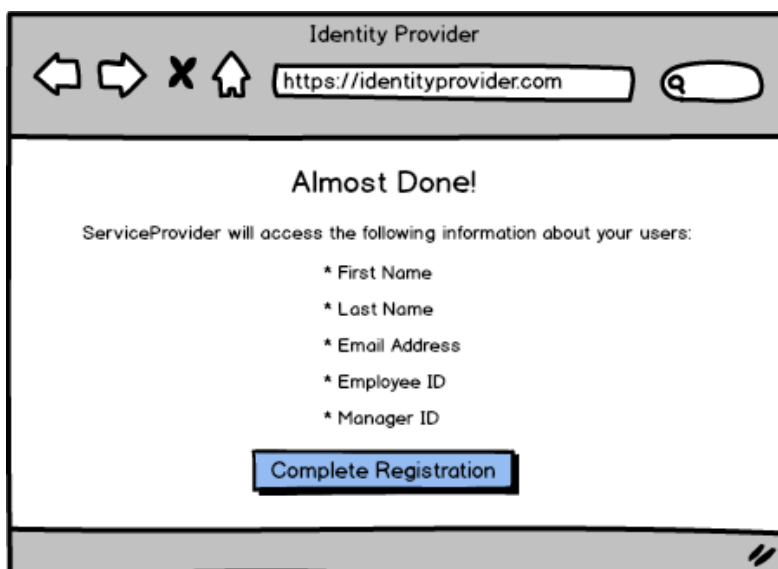 Identity Provider
https://identityprovider.com
Almost Done!
ServiceProvider will access the following information about your users:
* First Name
* Last Name
* Email Address
* Employee ID
* Manager ID
Complete Registration